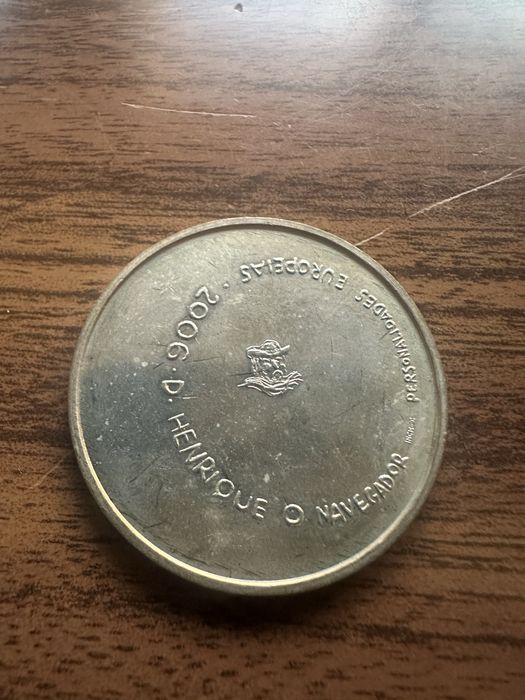 2006 · D. HENRIQUE O NAVEGADOR
PERSONALIDADES EUROPEIAS ·